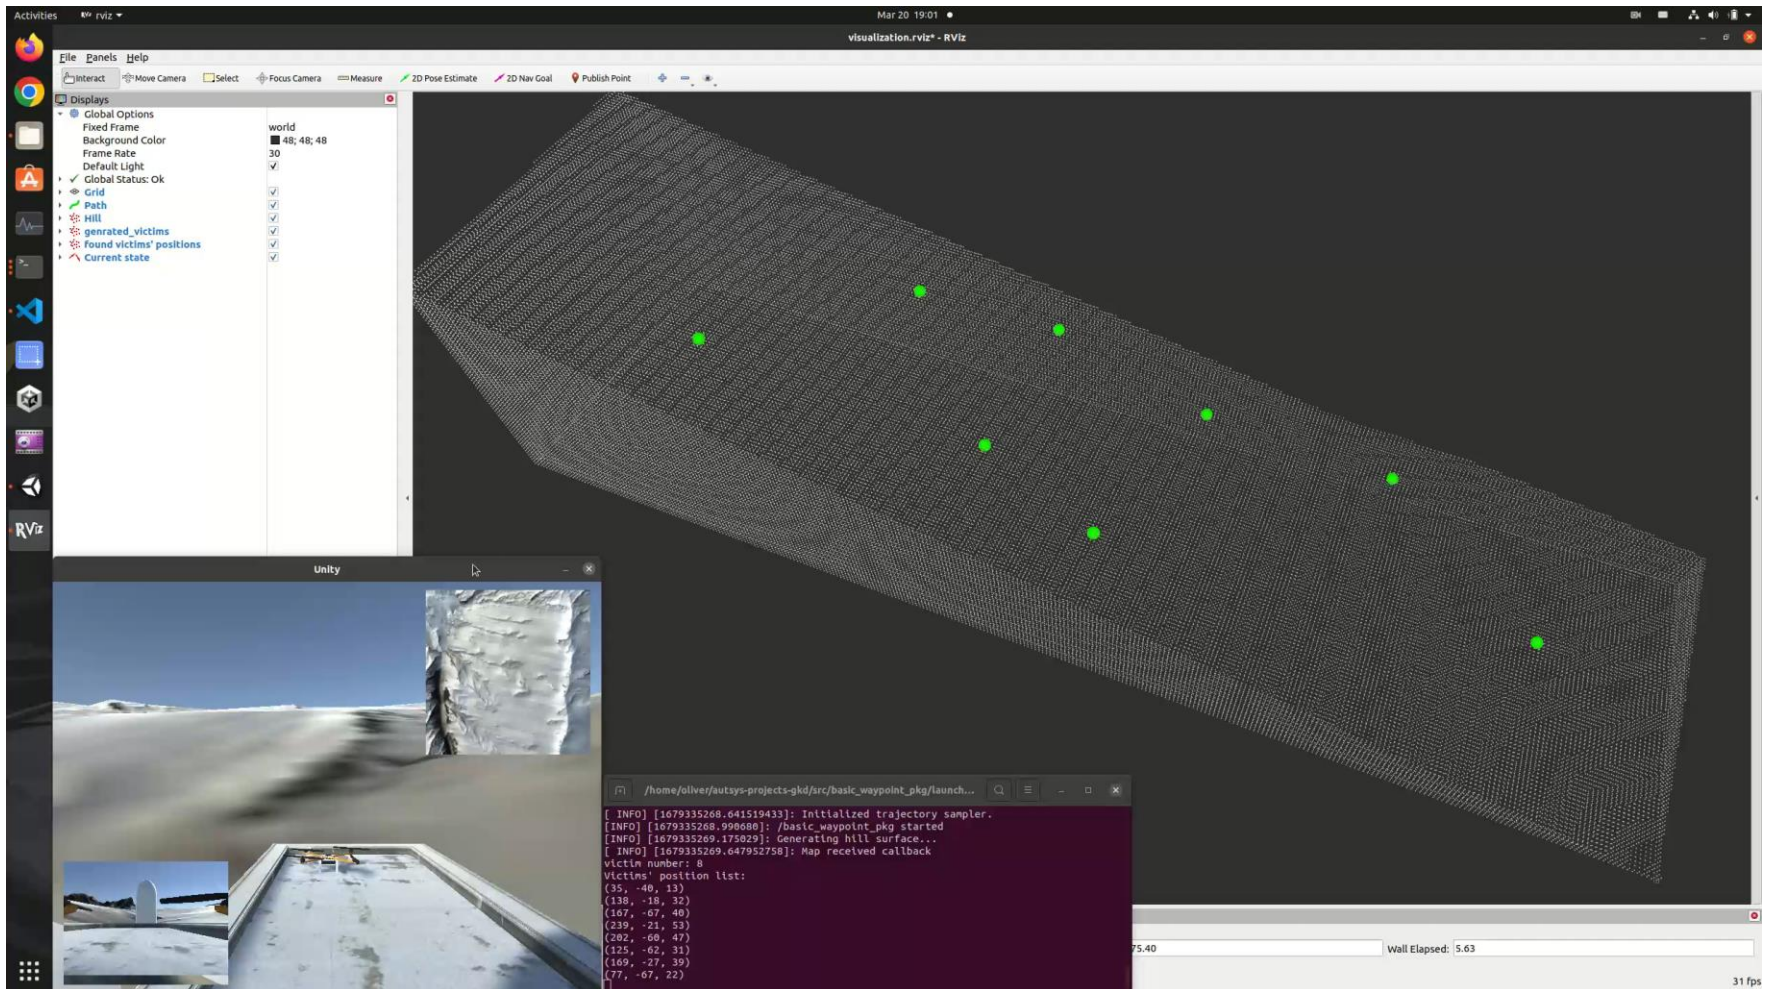 Activities rviz Mar 20 19:01
visualization.rviz* - RViz
File Panels Help
Interact Move Camera Select Focus Camera Measure 2D Pose Estimate 2D Nav Goal Publish Point
Displays
Global Options
Fixed Frame world
Background Color 48; 48; 48
Frame Rate 30
Default Light
Global Status: Ok
Grid
Path
Hill
genrated_victims
found victims' positions
Current state
RViz
Unity
/home/oliver/autsys-projects-gkd/src/basic_waypoint_pkg/launch...
[ INFO] [1679335268.641519433]: Initialized trajectory sampler.
[INFO] [1679335268.990680]: /basic_waypoint_pkg started
[INFO] [1679335269.175029]: Generating hill surface...
[ INFO] [1679335269.647952758]: Map received callback
victim number: 8
Victims' position list:
(35, -40, 13)
(138, -18, 32)
(167, -67, 40)
(239, -21, 53)
(202, -60, 47)
(125, -62, 31)
(169, -27, 39)
(77, -67, 22)
75.40 Wall Elapsed: 5.63
31 fps